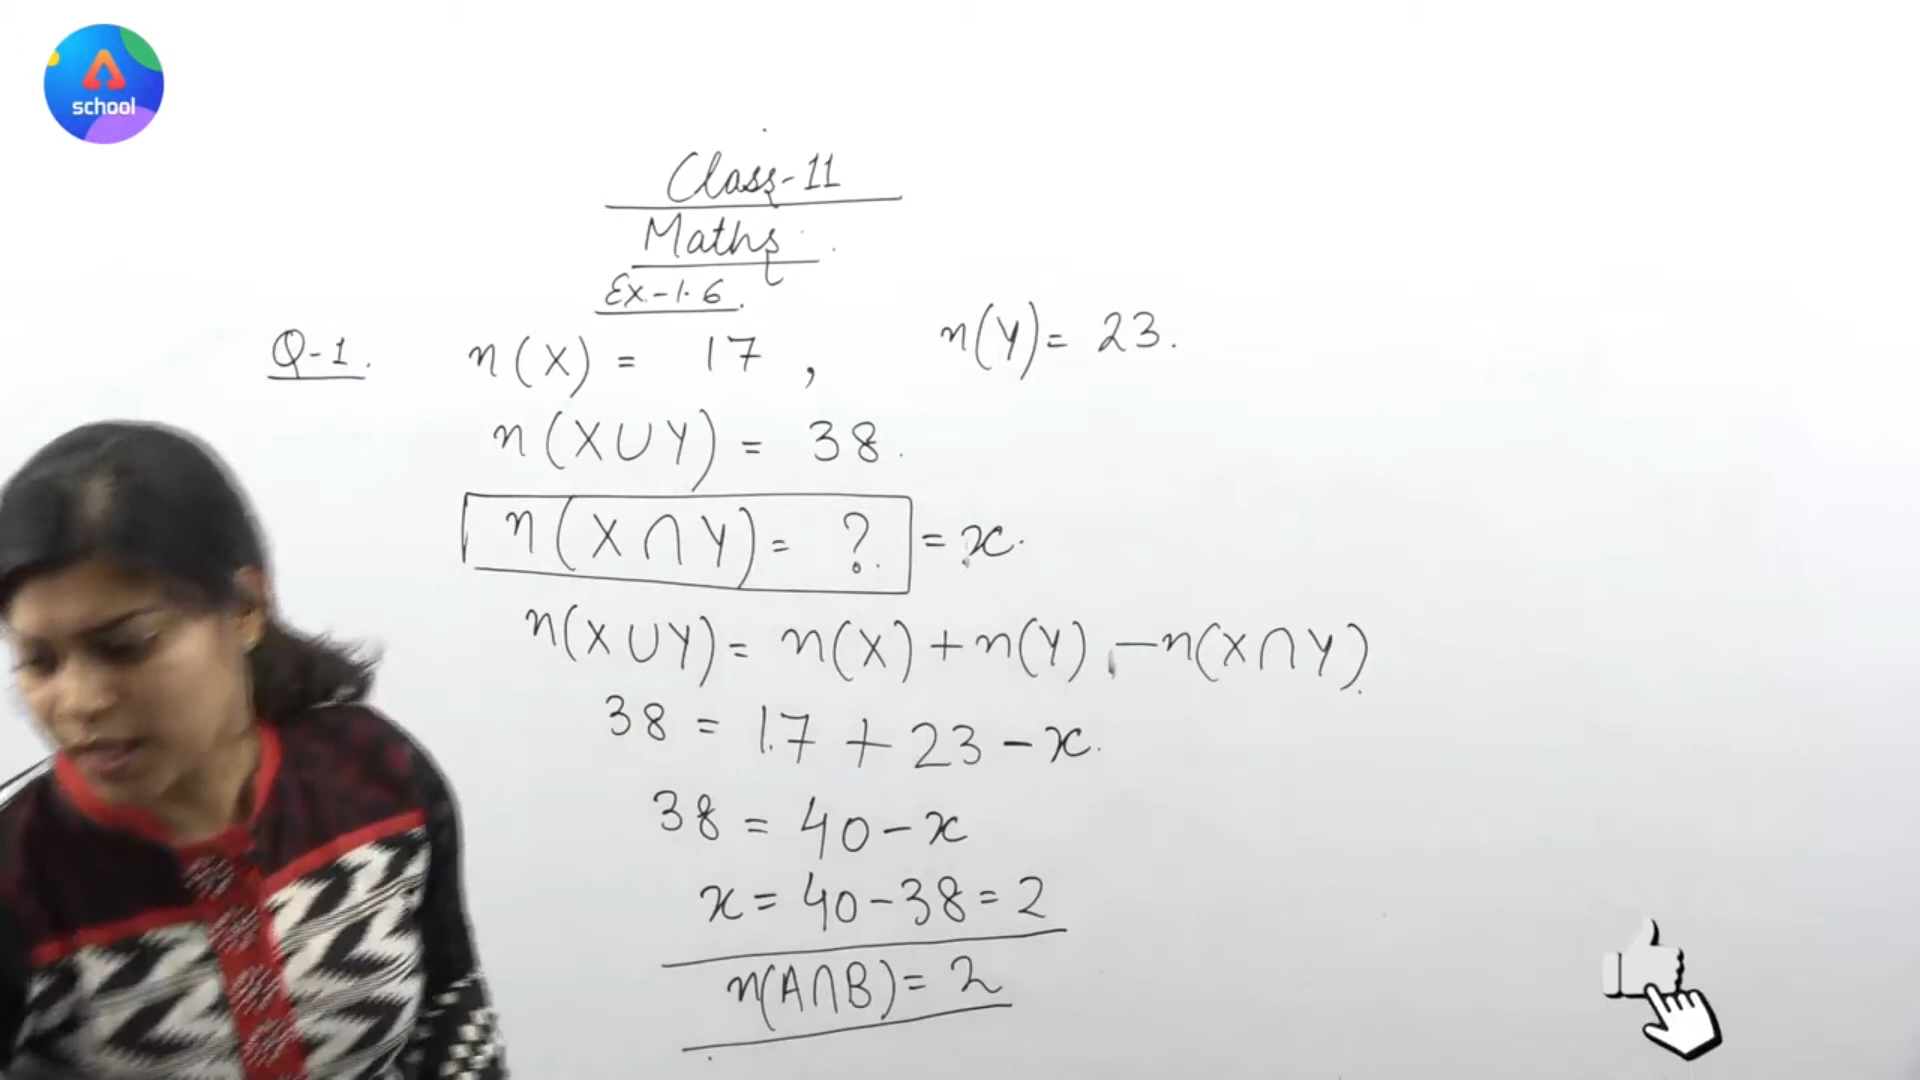 school
Class-11
Maths
Ex-1.6.
Q-1. n(X) = 17, n(Y) = 23.
n(X∪Y) = 38.
n(X∩Y) = ? = x.
n(X∪Y) = n(X) + n(Y) - n(X∩Y).
38 = 17 + 23 - x.
38 = 40 - x
x = 40 - 38 = 2
n(A∩B) = 2